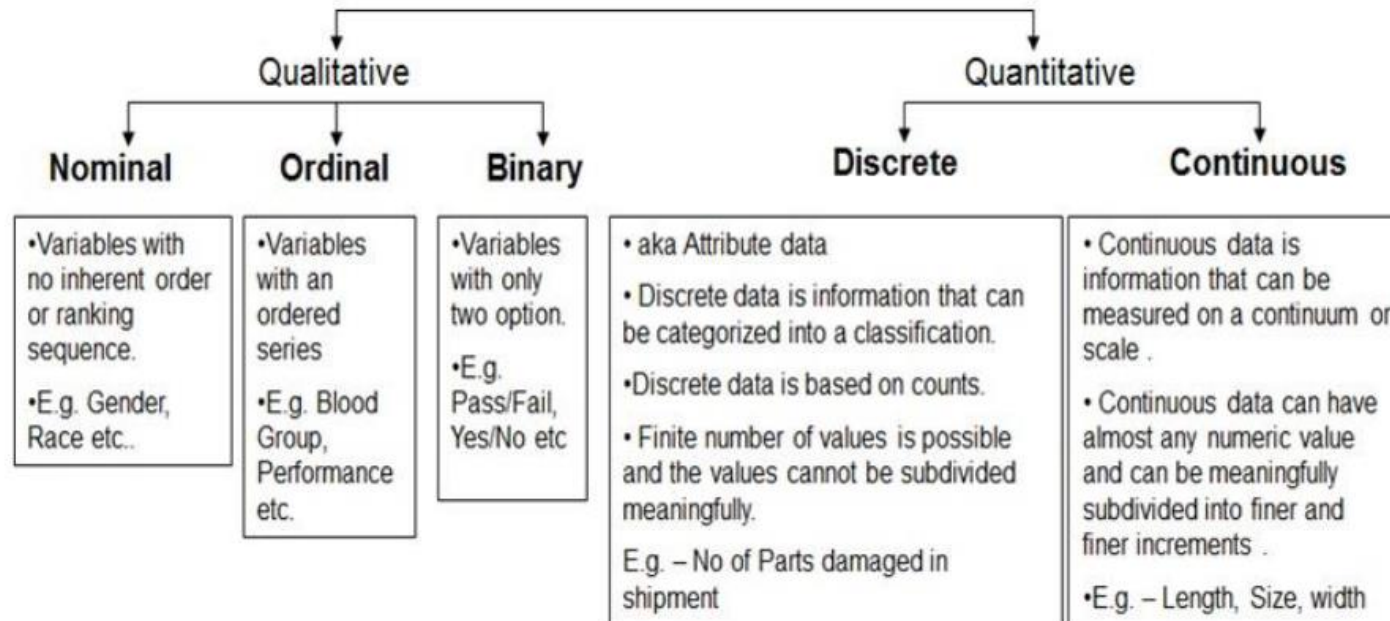 Qualitative
Quantitative
Nominal
Ordinal
Binary
Discrete
Continuous
•Variables with
no inherent order
or ranking
sequence.
•E.g. Gender,
Race etc..
•Variables
with an
ordered
series
•E.g. Blood
Group,
Performance
etc.
•Variables
with only
two option.
•E.g.
Pass/Fail,
Yes/No etc
• aka Attribute data
• Discrete data is information that can
be categorized into a classification.
•Discrete data is based on counts.
• Finite number of values is possible
and the values cannot be subdivided
meaningfully.
E.g. – No of Parts damaged in
shipment
• Continuous data is
information that can be
measured on a continuum or
scale .
• Continuous data can have
almost any numeric value
and can be meaningfully
subdivided into finer and
finer increments .
•E.g. – Length, Size, width